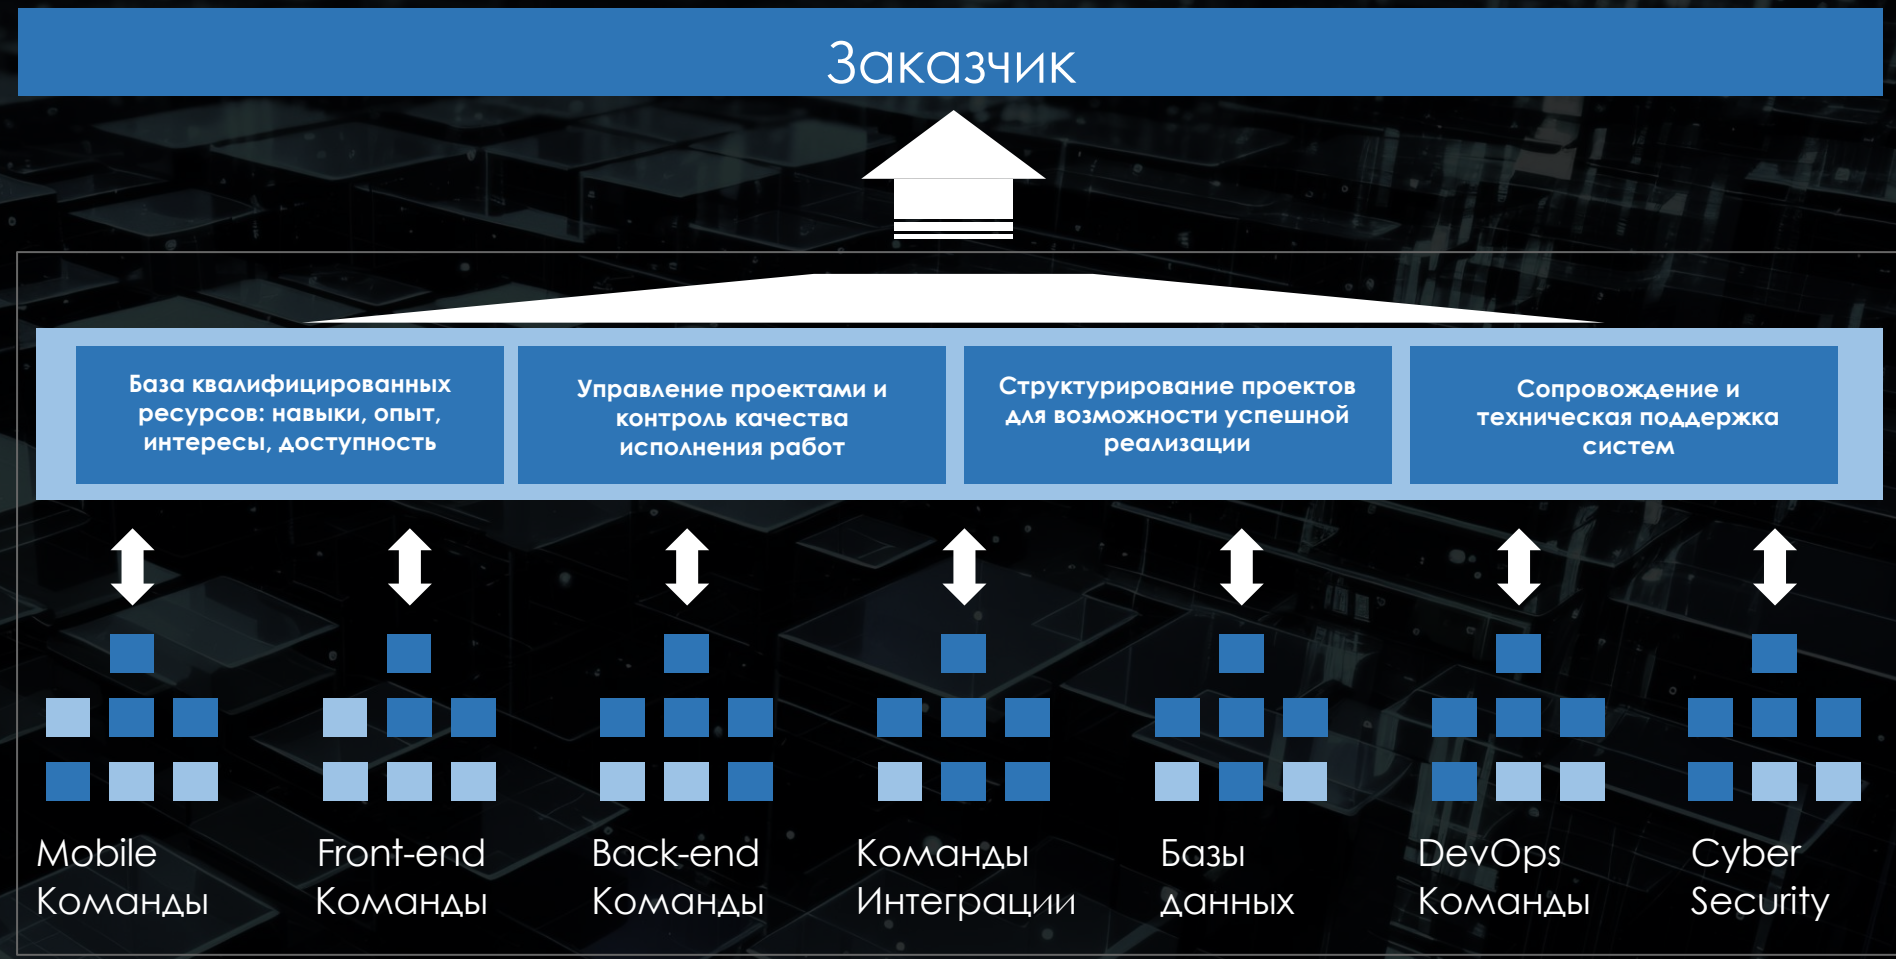 Заказчик
База квалифицированных
ресурсов: навыки, опыт,
интересы, доступность
Управление проектами и
контроль качества
исполнения работ
Структурирование проектов
для возможности успешной
реализации
Сопровождение и
техническая поддержка
систем
Mobile
Команды
Front-end
Команды
Back-end
Команды
Команды
Интеграции
Базы
данных
DevOps
Команды
Cyber
Security